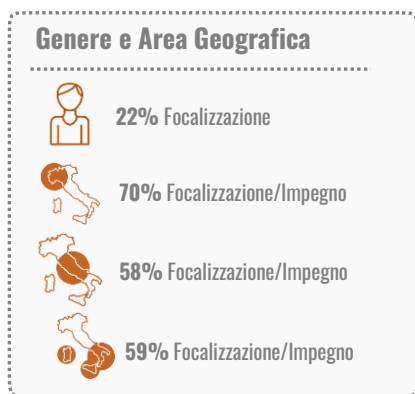 Genere e Area Geografica
22% Focalizzazione
70% Focalizzazione/Impegno
58% Focalizzazione/Impegno
59% Focalizzazione/Impegno